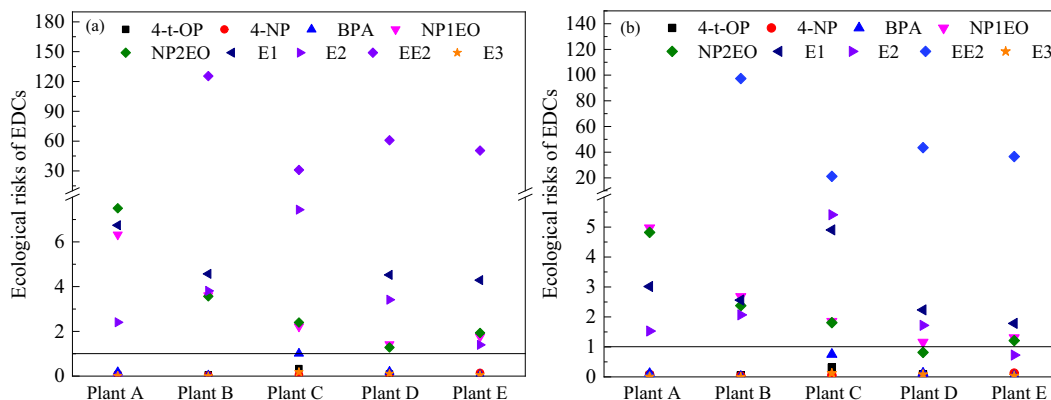 (a)
4-t-OP 4-NP BPA NP1EO
NP2EO E1 E2 EE2 E3
Ecological risks of EDCs
180
150
120
90
60
30
6
4
2
0
Plant A Plant B Plant C Plant D Plant E
(b)
4-t-OP 4-NP BPA NP1EO
NP2EO E1 E2 EE2 E3
Ecological risks of EDCs
140
120
100
80
60
40
20
5
4
3
2
1
0
Plant A Plant B Plant C Plant D Plant E